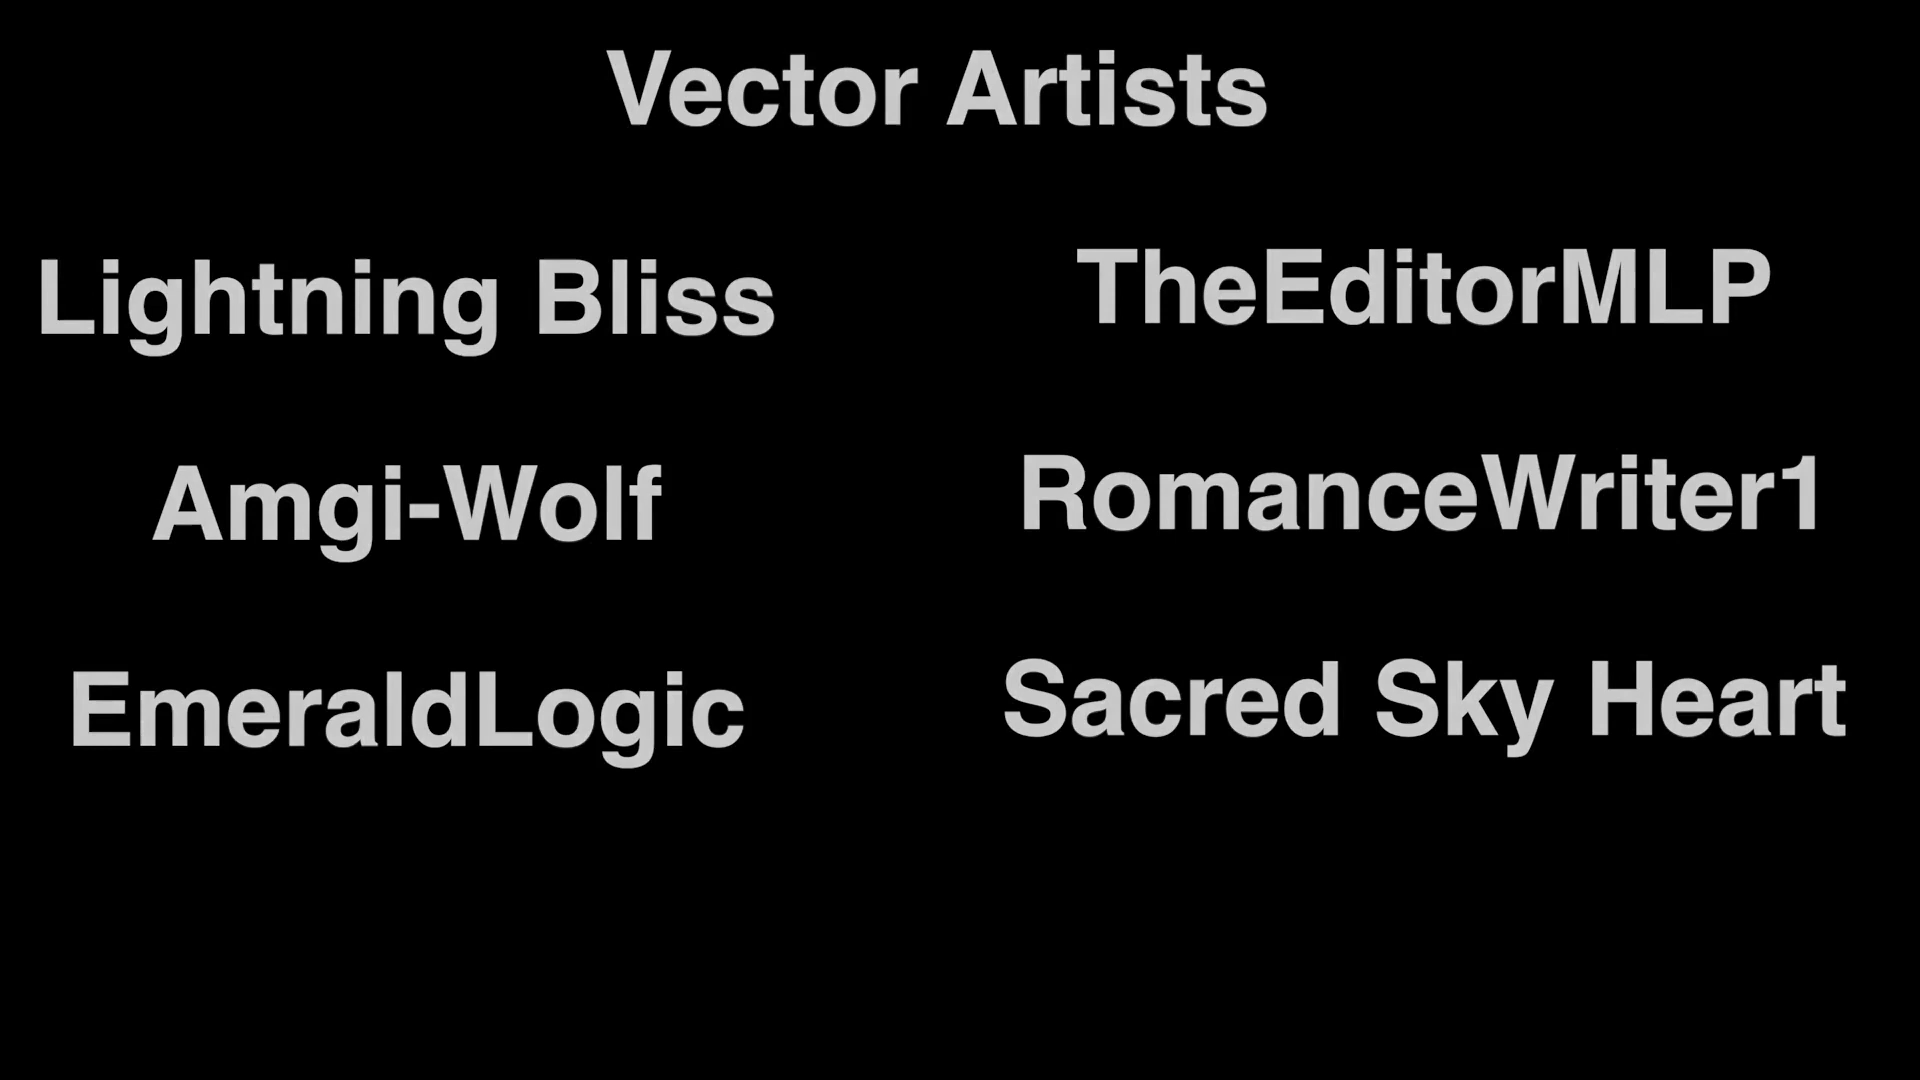 Vector Artists
Lightning Bliss
TheEditorMLP
Amgi-Wolf
RomanceWriter1
EmeraldLogic
Sacred Sky Heart